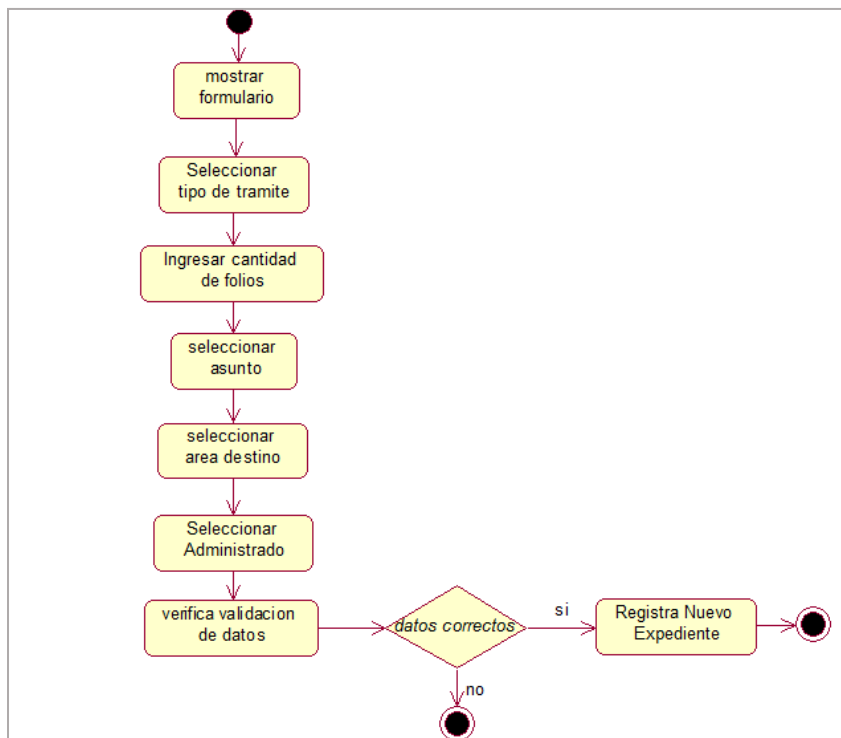 mostrar
formulario
Seleccionar
tipo de tramite
Ingresar cantidad
de folios
seleccionar
asunto
seleccionar
area destino
Seleccionar
Administrado
verifica validacion
de datos
datos correctos
si
Registra Nuevo
Expediente
no